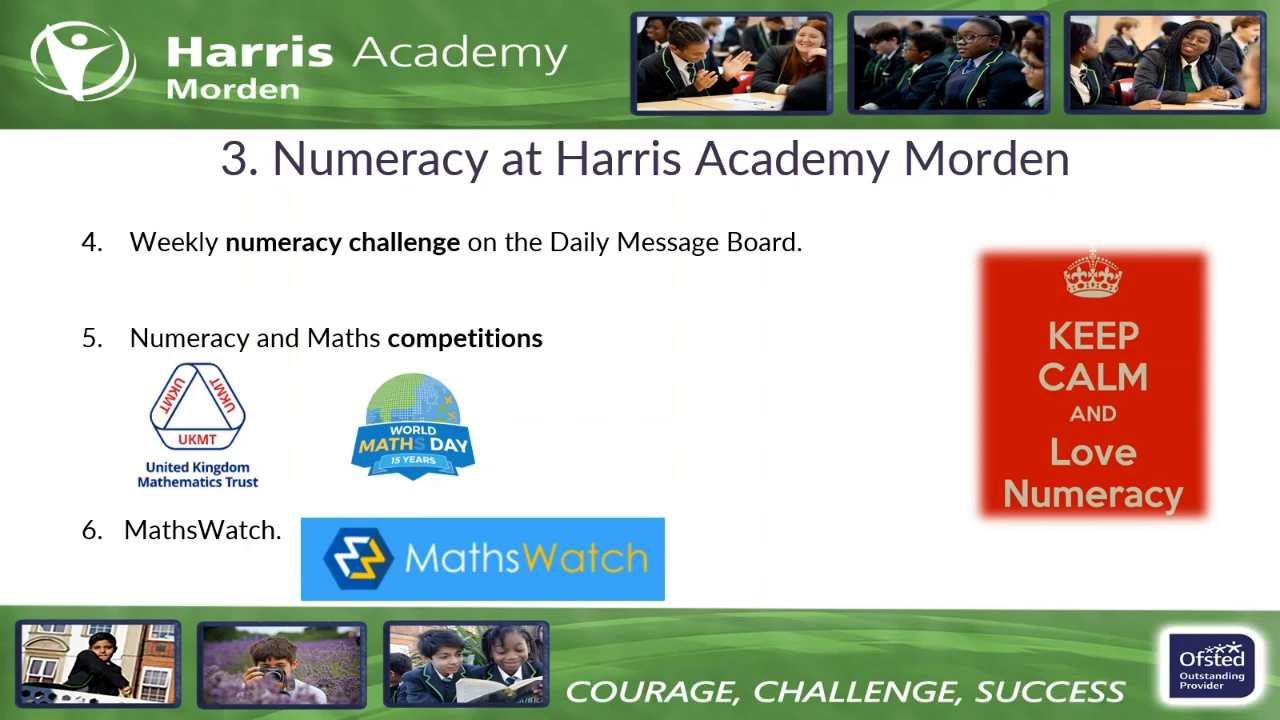 Harris Academy
Morden
3. Numeracy at Harris Academy Morden
4. Weekly numeracy challenge on the Daily Message Board.
5. Numeracy and Maths competitions
UKMT
UKMT
UKMT
United Kingdom
Mathematics Trust
WORLD
MATHS DAY
15 YEARS
KEEP
CALM
AND
Love
Numeracy
6. MathsWatch.
MathsWatch
COURAGE, CHALLENGE, SUCCESS
Ofsted
Outstanding
Provider